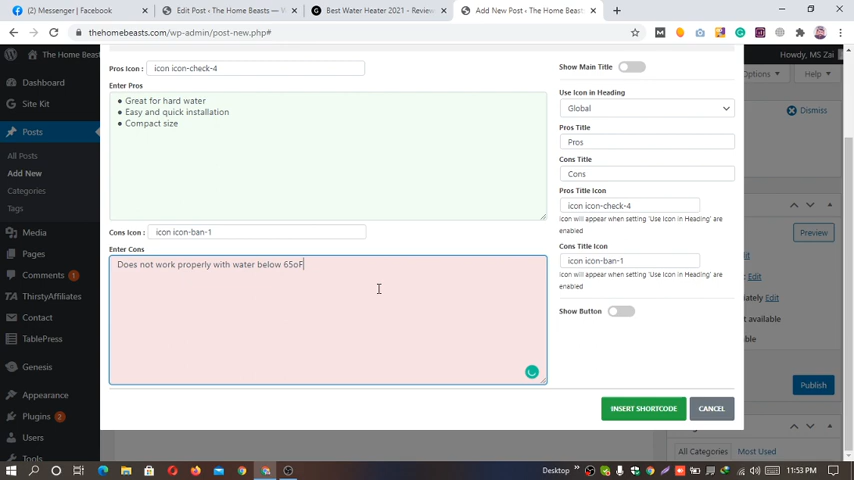 (2) Messenger | Facebook
Edit Post ‹ The Home Beasts — W
Best Water Heater 2021 - Review
Add New Post ‹ The Home Beasts
thehomebeasts.com/wp-admin/post-new.php#
The Home Beasts
Howdy, MS Zai
Dashboard
Site Kit
Posts
All Posts
Add New
Categories
Tags
Media
Pages
Comments 1
ThirstyAffiliates
Contact
TablePress
Genesis
Appearance
Plugins 2
Users
Tools
Pros Icon :
icon icon-check-4
Enter Pros
● Great for hard water
● Easy and quick installation
● Compact size
Cons Icon :
icon icon-ban-1
Enter Cons
Does not work properly with water below 65oF
Show Main Title
Use Icon in Heading
Global
Pros Title
Pros
Cons Title
Cons
Pros Title Icon
icon icon-check-4
Icon will appear when setting 'Use Icon in Heading' are
enabled
Cons Title Icon
icon icon-ban-1
Icon will appear when setting 'Use Icon in Heading' are
enabled
Show Button
INSERT SHORTCODE
CANCEL
Options
Help
Dismiss
Preview
Edit
Edit
Publish
All Categories
Most Used
Desktop
11:53 PM